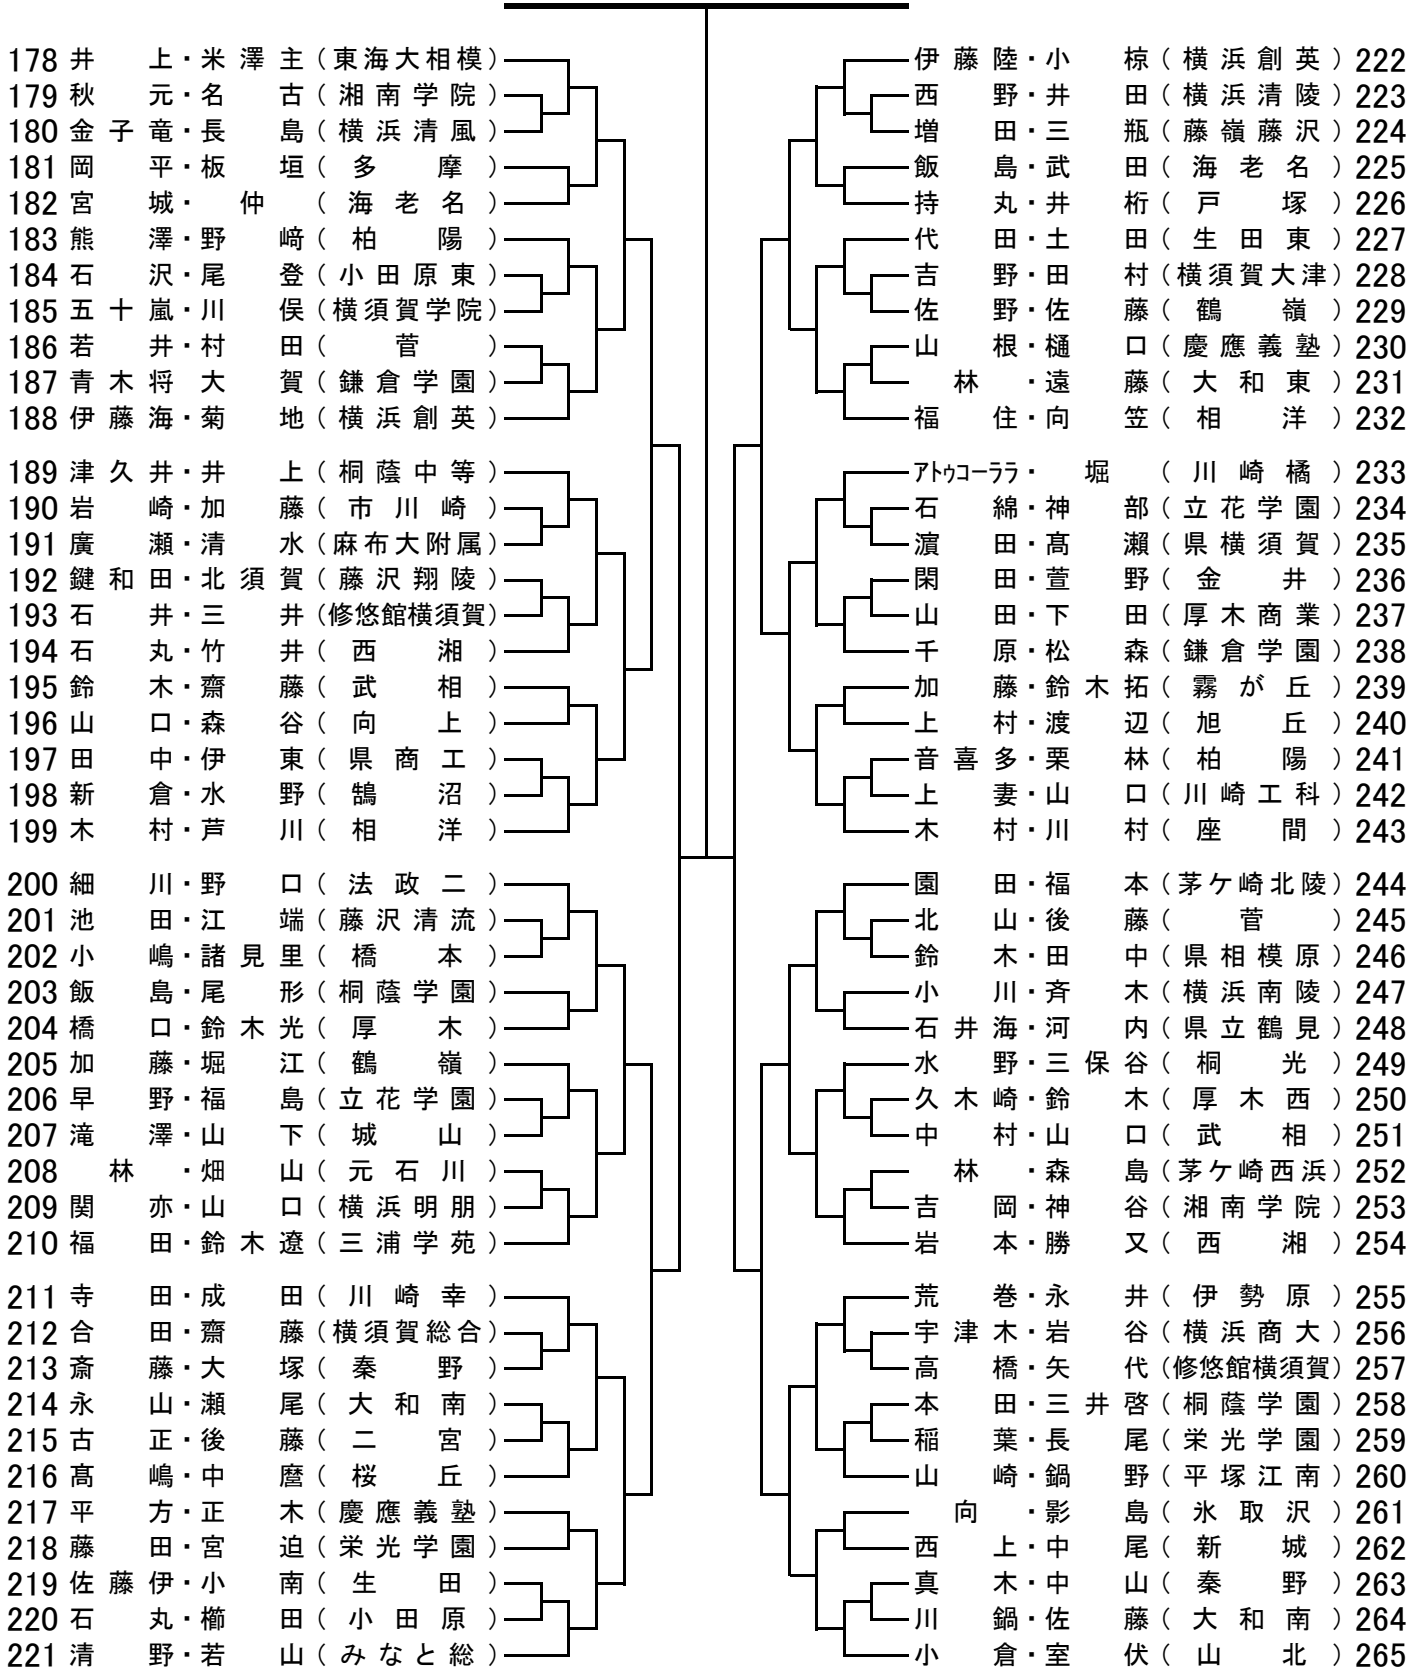 178 井上・米澤主（東海大相模）
179 秋元・名古（湘南学院）
180 金子竜・長島（横浜清風）
181 岡平・板垣（多摩）
182 宮城・仲（海老名）
183 熊澤・野﨑（柏陽）
184 石沢・尾登（小田原東）
185 五十嵐・川俣（横須賀学院）
186 若井・村田（菅）
187 青木将大賀（鎌倉学園）
188 伊藤海・菊地（横浜創英）
189 津久井・井上（桐蔭中等）
190 岩崎・加藤（市川崎）
191 廣瀬・清水（麻布大附属）
192 鍵和田・北須賀（藤沢翔陵）
193 石井・三井（修悠館横須賀）
194 石丸・竹井（西湘）
195 鈴木・齋藤（武相）
196 山口・森谷（向上）
197 田中・伊東（県商工）
198 新倉・水野（鵠沼）
199 木村・芦川（相洋）
200 細川・野口（法政二）
201 池田・江端（藤沢清流）
202 小嶋・諸見里（橋本）
203 飯島・尾形（桐蔭学園）
204 橋口・鈴木光（厚木）
205 加藤・堀江（鶴嶺）
206 早野・福島（立花学園）
207 滝澤・山下（城山）
208 林・畑山（元石川）
209 関亦・山口（横浜明朋）
210 福田・鈴木遼（三浦学苑）
211 寺田・成田（川崎幸）
212 合田・齋藤（横須賀総合）
213 斎藤・大塚（秦野）
214 永山・瀬尾（大和南）
215 古正・後藤（二宮）
216 髙嶋・中麿（桜丘）
217 平方・正木（慶應義塾）
218 藤田・宮迫（栄光学園）
219 佐藤伊・小南（生田）
220 石丸・櫛田（小田原）
221 清野・若山（みなと総）
伊藤陸・小椋（横浜創英）222
西野・井田（横浜清陵）223
増田・三瓶（藤嶺藤沢）224
飯島・武田（海老名）225
持丸・井桁（戸塚）226
代田・土田（生田東）227
吉野・田村（横須賀大津）228
佐野・佐藤（鶴嶺）229
山根・樋口（慶應義塾）230
林・遠藤（大和東）231
福住・向笠（相洋）232
アトゥコーララ・堀（川崎橘）233
石綿・神部（立花学園）234
濵田・髙瀬（県横須賀）235
閑田・萱野（金井）236
山田・下田（厚木商業）237
千原・松森（鎌倉学園）238
加藤・鈴木拓（霧が丘）239
上村・渡辺（旭丘）240
音喜多・栗林（柏陽）241
上妻・山口（川崎工科）242
木村・川村（座間）243
園田・福本（茅ケ崎北陵）244
北山・後藤（菅）245
鈴木・田中（県相模原）246
小川・斉木（横浜南陵）247
石井海・河内（県立鶴見）248
水野・三保谷（桐光）249
久木崎・鈴木（厚木西）250
中村・山口（武相）251
林・森島（茅ケ崎西浜）252
吉岡・神谷（湘南学院）253
岩本・勝又（西湘）254
荒巻・永井（伊勢原）255
宇津木・岩谷（横浜商大）256
高橋・矢代（修悠館横須賀）257
本田・三井啓（桐蔭学園）258
稲葉・長尾（栄光学園）259
山崎・鍋野（平塚江南）260
向・影島（氷取沢）261
西上・中尾（新城）262
真木・中山（秦野）263
川鍋・佐藤（大和南）264
小倉・室伏（山北）265